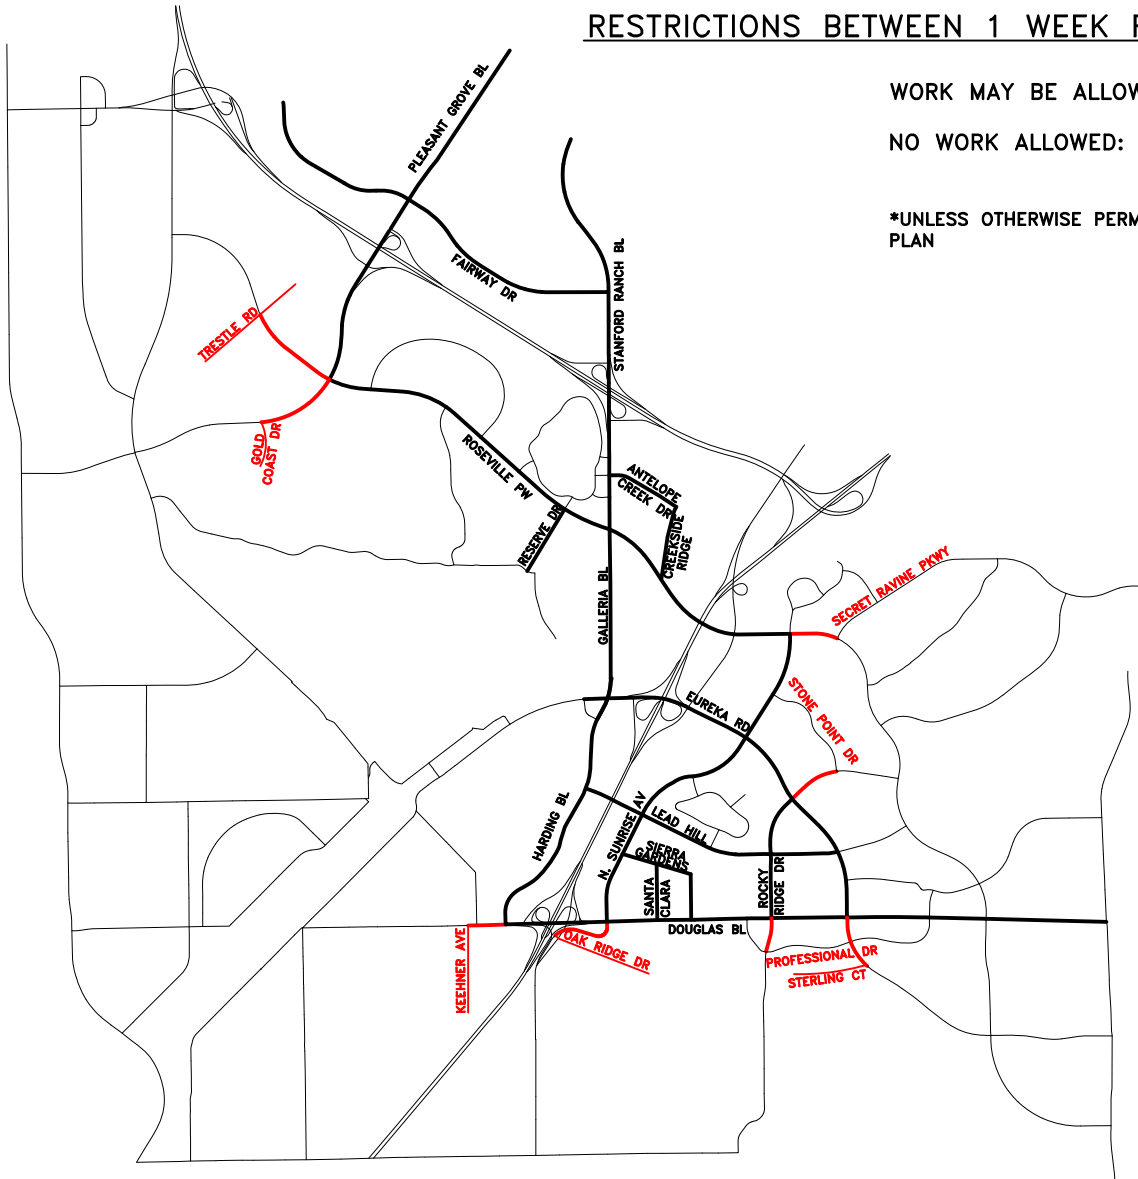 RESTRICTIONS BETWEEN 1 WEEK
WORK MAY BE ALLOW
NO WORK ALLOWED:
*UNLESS OTHERWISE PERM
PLAN
PLEASANT GROVE BL
FAIRWAY DR
STANFORD RANCH BL
TRESTLE RD
GOLD
COAST DR
ROSEVILLE PW
RESERVE DR
ANTELOPE
CREEK DR
CREEKSIDE
RIDGE
GALLERIA BL
SECRET RAVINE PKWY
STONE POINT DR
EUREKA RD
HARDING BL
N. SUNRISE AV
LEAD HILL
SIERRA
GARDENS
SANTA
CLARA
ROCKY
RIDGE DR
DOUGLAS BL
KEEHNER AVE
OAK RIDGE DR
PROFESSIONAL DR
STERLING CT